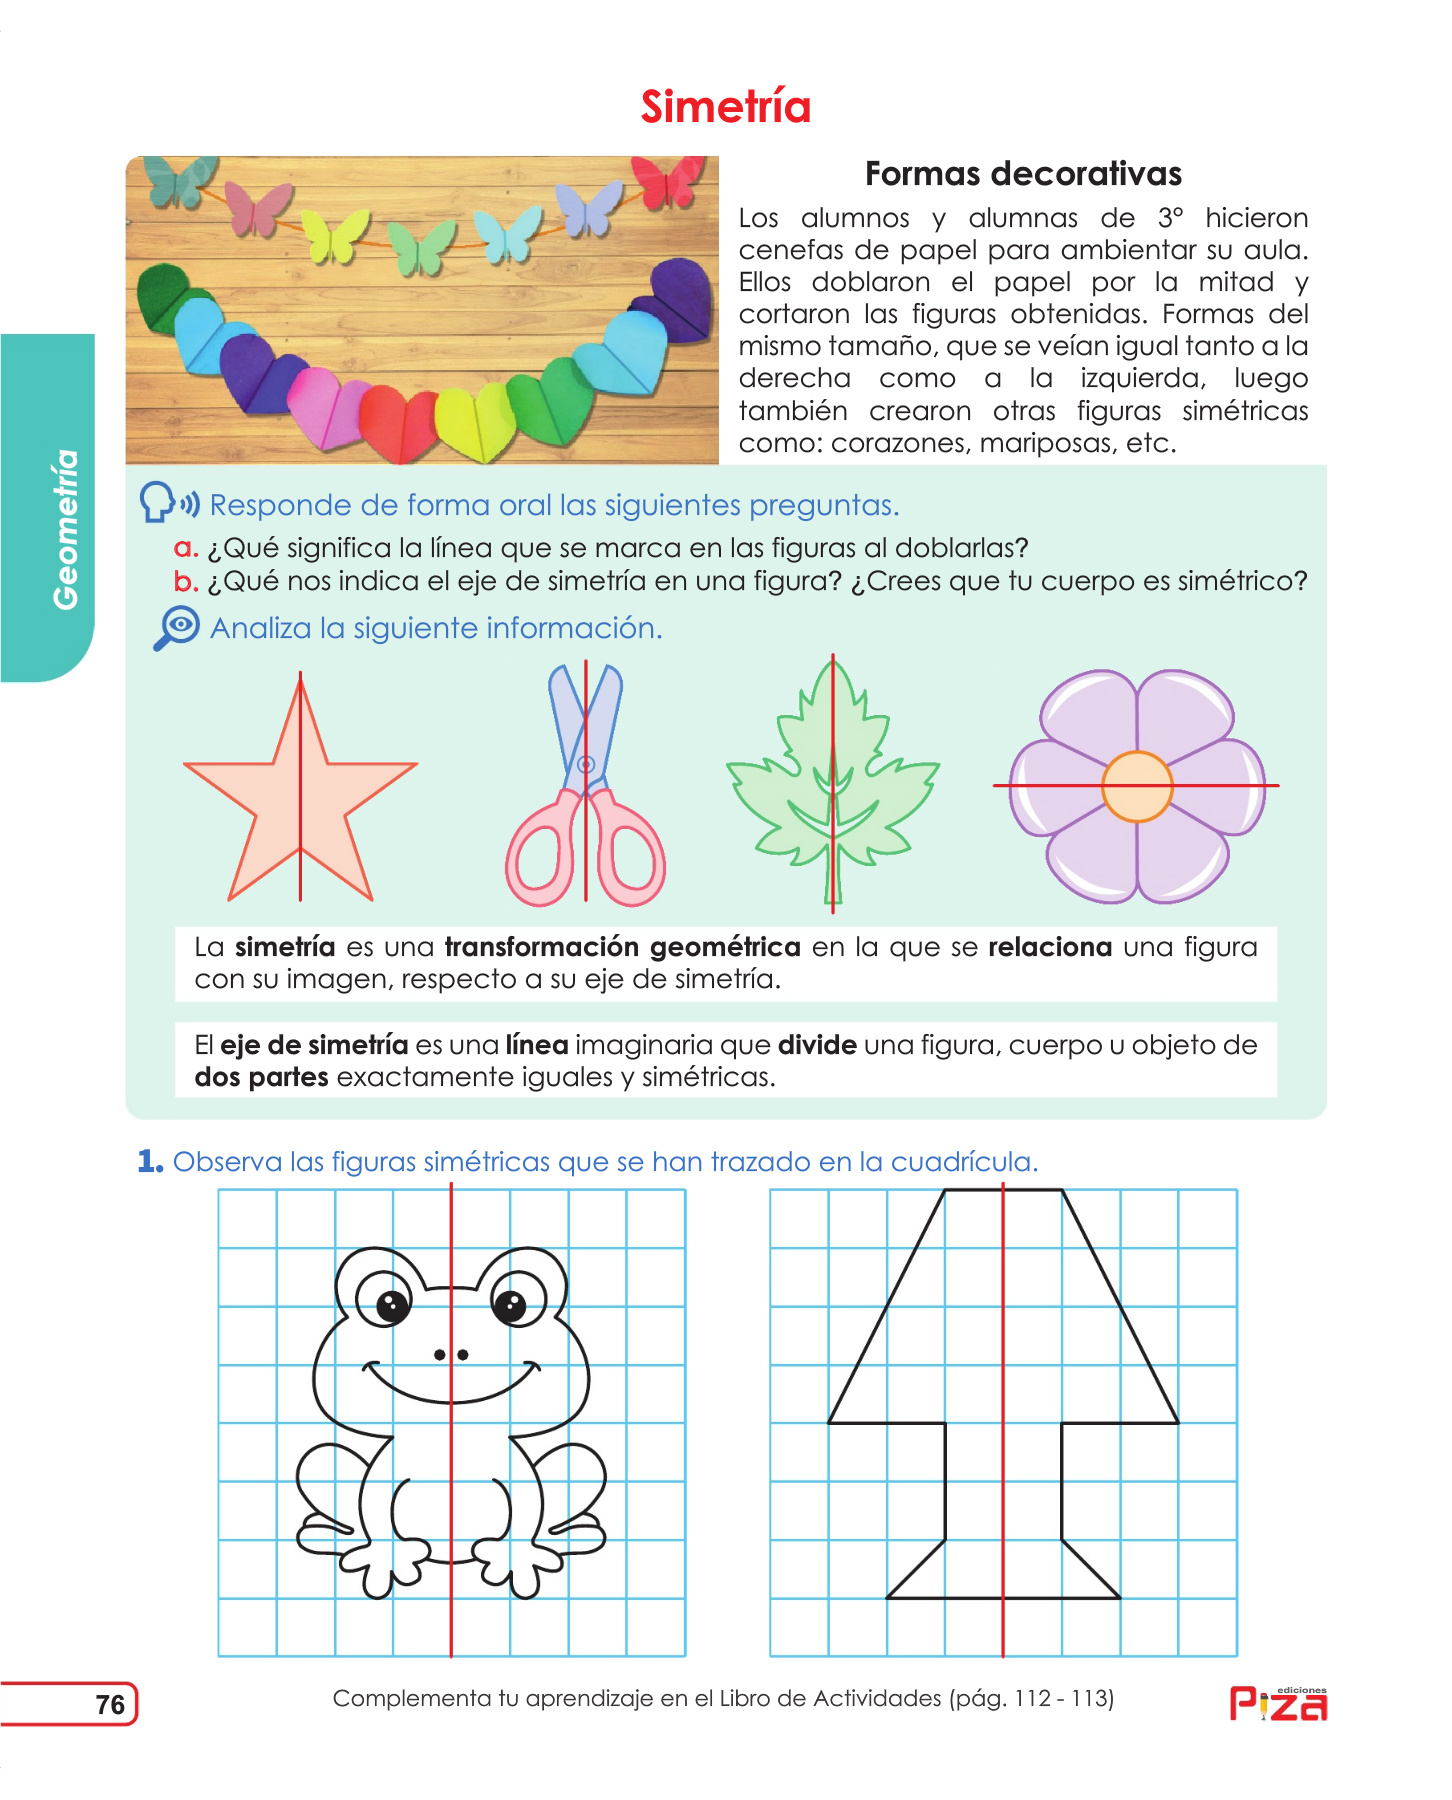 Simetría
Formas decorativas
Los alumnos y alumnas de 3° hicieron
cenefas de papel para ambientar su aula.
Ellos doblaron el papel por la mitad y
cortaron las figuras obtenidas. Formas del
mismo tamaño, que se veían igual tanto a la
derecha como a la izquierda, luego
también crearon otras figuras simétricas
como: corazones, mariposas, etc.
Geometría
Responde de forma oral las siguientes preguntas.
a. ¿Qué significa la línea que se marca en las figuras al doblarlas?
b. ¿Qué nos indica el eje de simetría en una figura? ¿Crees que tu cuerpo es simétrico?
Analiza la siguiente información.
La simetría es una transformación geométrica en la que se relaciona una figura
con su imagen, respecto a su eje de simetría.
El eje de simetría es una línea imaginaria que divide una figura, cuerpo u objeto de
dos partes exactamente iguales y simétricas.
1. Observa las figuras simétricas que se han trazado en la cuadrícula.
76
Complementa tu aprendizaje en el Libro de Actividades (pág. 112 - 113)
ediciones
Piza